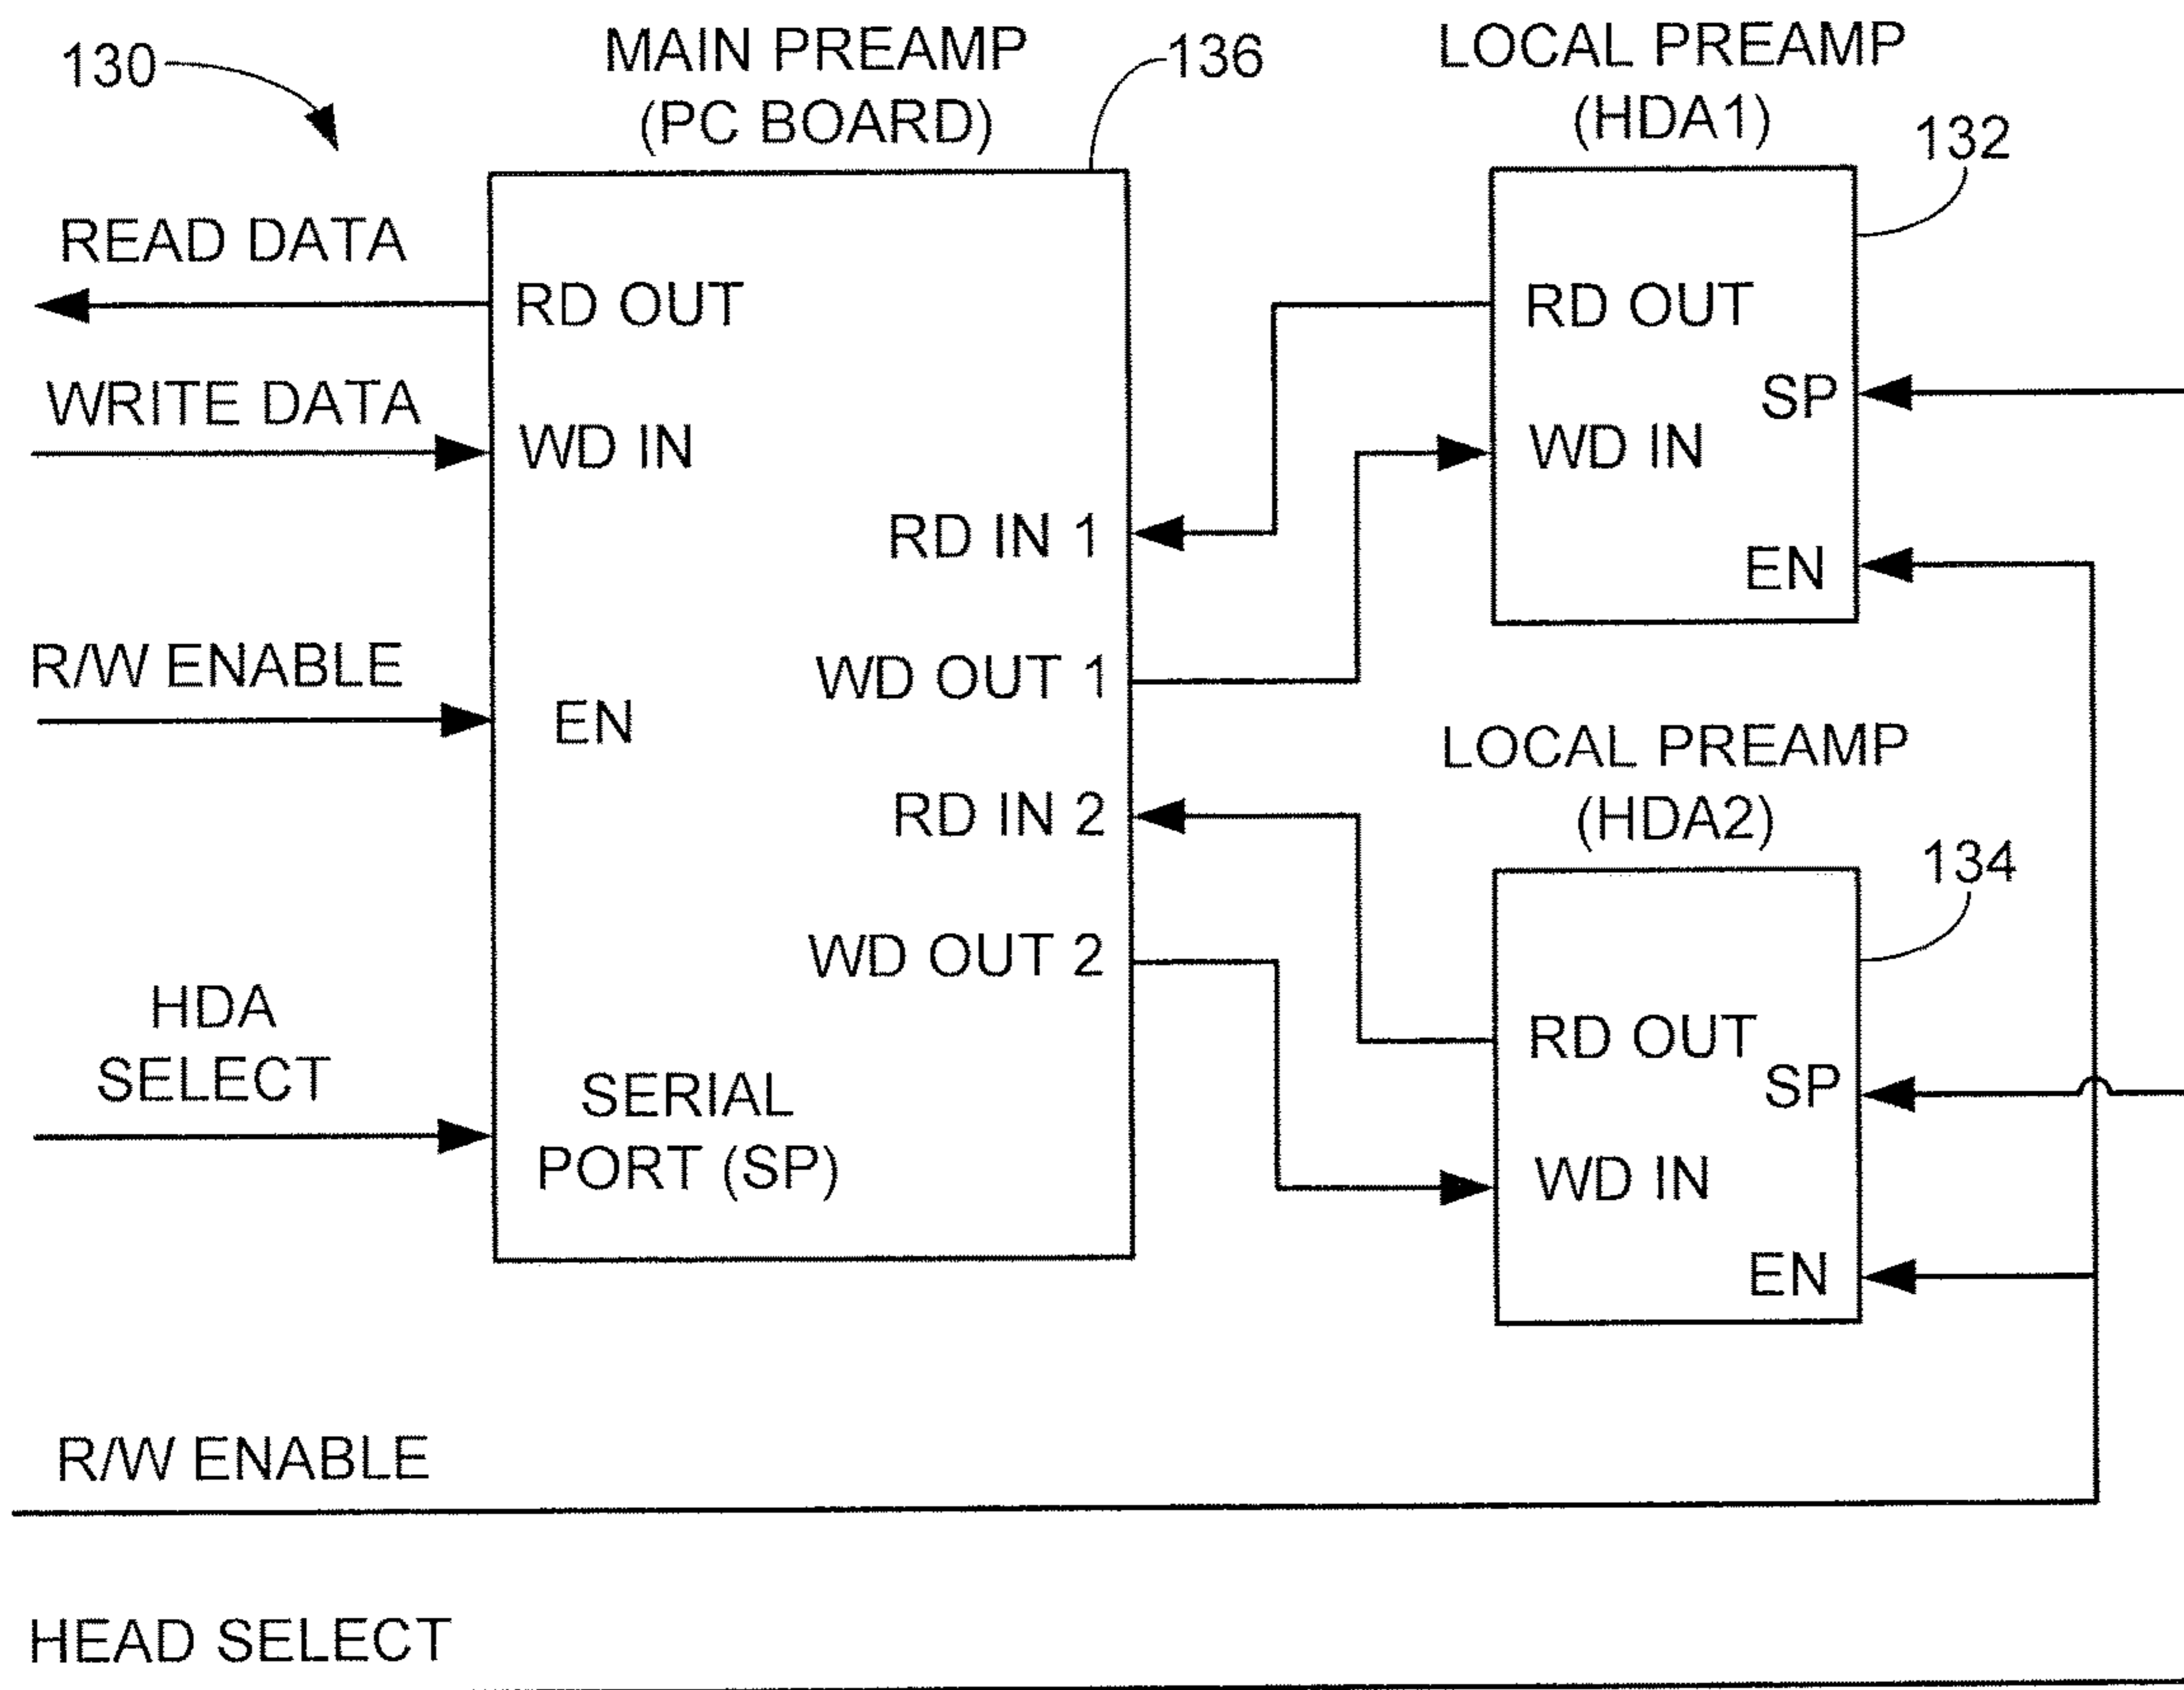 130
MAIN PREAMP
(PC BOARD)
136
LOCAL PREAMP
(HDA1)
132
READ DATA
RD OUT
WRITE DATA
WD IN
RD IN 1
WD OUT 1
R/W ENABLE
EN
RD IN 2
WD OUT 2
HDA
SELECT
SERIAL
PORT (SP)
RD OUT
SP
WD IN
EN
LOCAL PREAMP
(HDA2)
134
RD OUT
SP
WD IN
EN
R/W ENABLE
HEAD SELECT